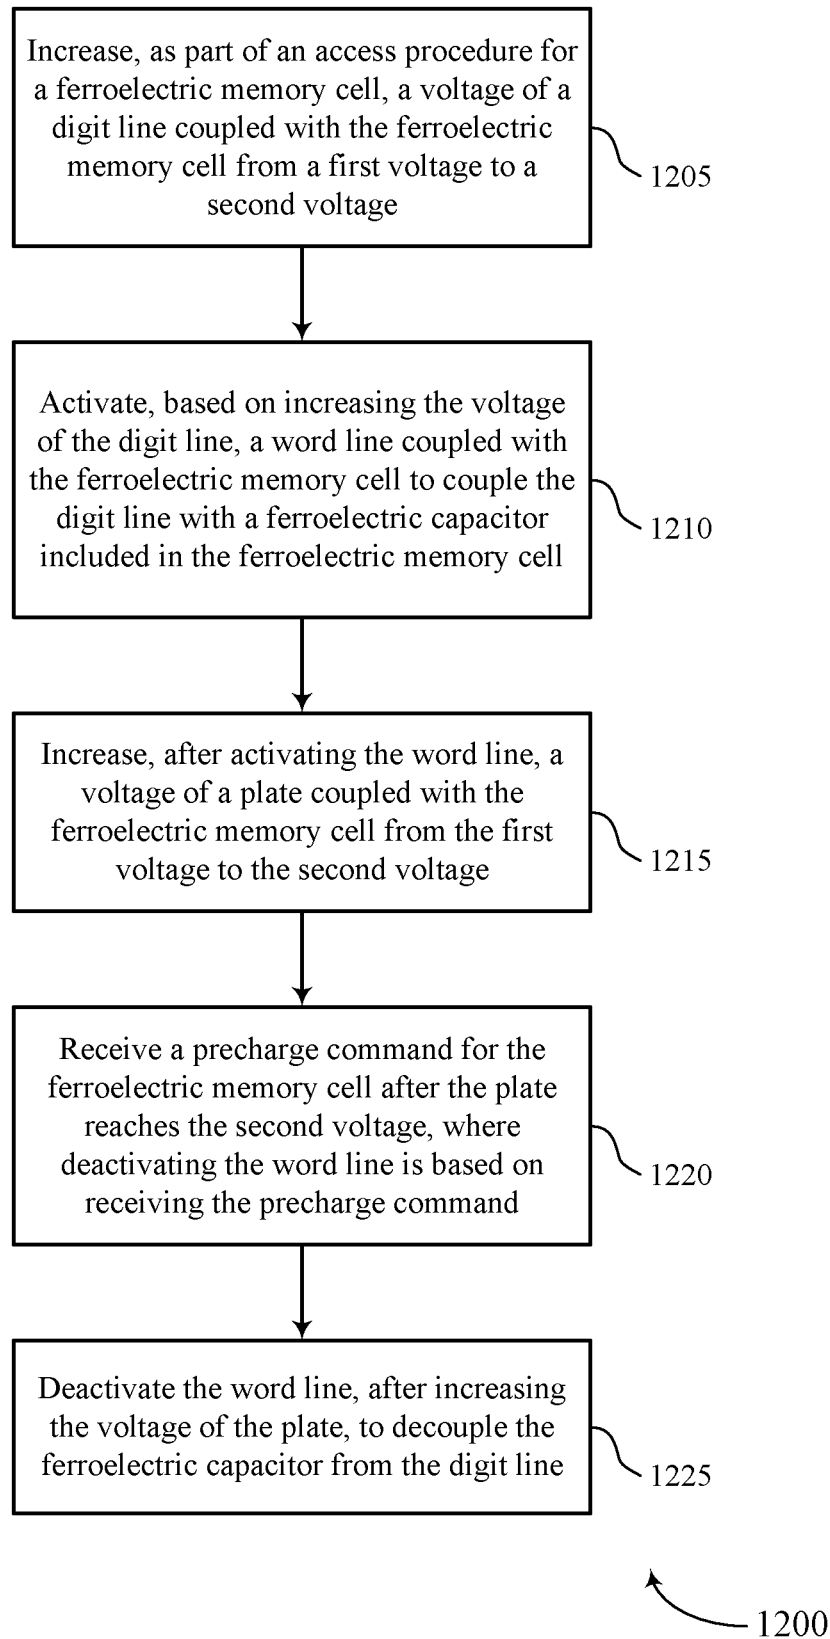 Increase, as part of an access procedure for
a ferroelectric memory cell, a voltage of a
digit line coupled with the ferroelectric
memory cell from a first voltage to a
second voltage
1205
Activate, based on increasing the voltage
of the digit line, a word line coupled with
the ferroelectric memory cell to couple the
digit line with a ferroelectric capacitor
included in the ferroelectric memory cell
1210
Increase, after activating the word line, a
voltage of a plate coupled with the
ferroelectric memory cell from the first
voltage to the second voltage
1215
Receive a precharge command for the
ferroelectric memory cell after the plate
reaches the second voltage, where
deactivating the word line is based on
receiving the precharge command
1220
Deactivate the word line, after increasing
the voltage of the plate, to decouple the
ferroelectric capacitor from the digit line
1225
1200